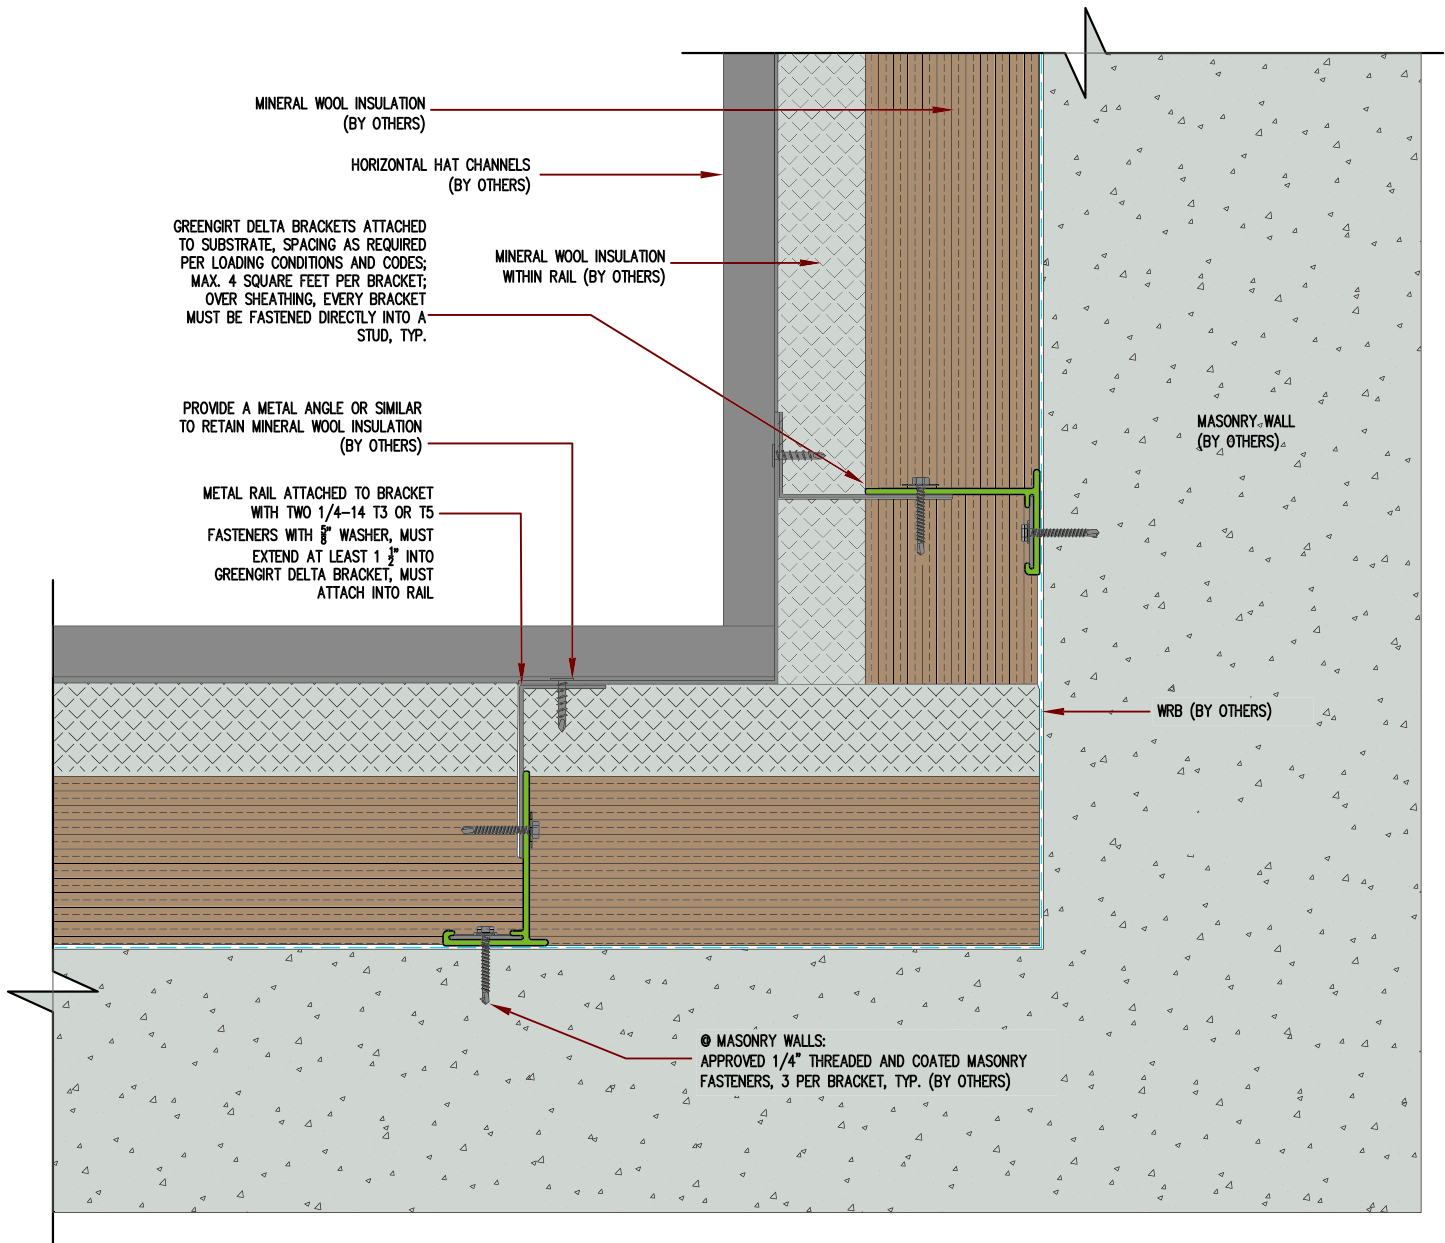 MINERAL WOOL INSULATION
(BY OTHERS)
HORIZONTAL HAT CHANNELS
(BY OTHERS)
GREENGIRT DELTA BRACKETS ATTACHED
TO SUBSTRATE, SPACING AS REQUIRED
PER LOADING CONDITIONS AND CODES;
MAX. 4 SQUARE FEET PER BRACKET;
OVER SHEATHING, EVERY BRACKET
MUST BE FASTENED DIRECTLY INTO A
STUD, TYP.
MINERAL WOOL INSULATION
WITHIN RAIL (BY OTHERS)
PROVIDE A METAL ANGLE OR SIMILAR
TO RETAIN MINERAL WOOL INSULATION
(BY OTHERS)
MASONRY WALL
(BY OTHERS)
METAL RAIL ATTACHED TO BRACKET
WITH TWO 1/4-14 T3 OR T5
FASTENERS WITH 5/8" WASHER, MUST
EXTEND AT LEAST 1 1/2" INTO
GREENGIRT DELTA BRACKET, MUST
ATTACH INTO RAIL
WRB (BY OTHERS)
@ MASONRY WALLS:
APPROVED 1/4" THREADED AND COATED MASONRY
FASTENERS, 3 PER BRACKET, TYP. (BY OTHERS)